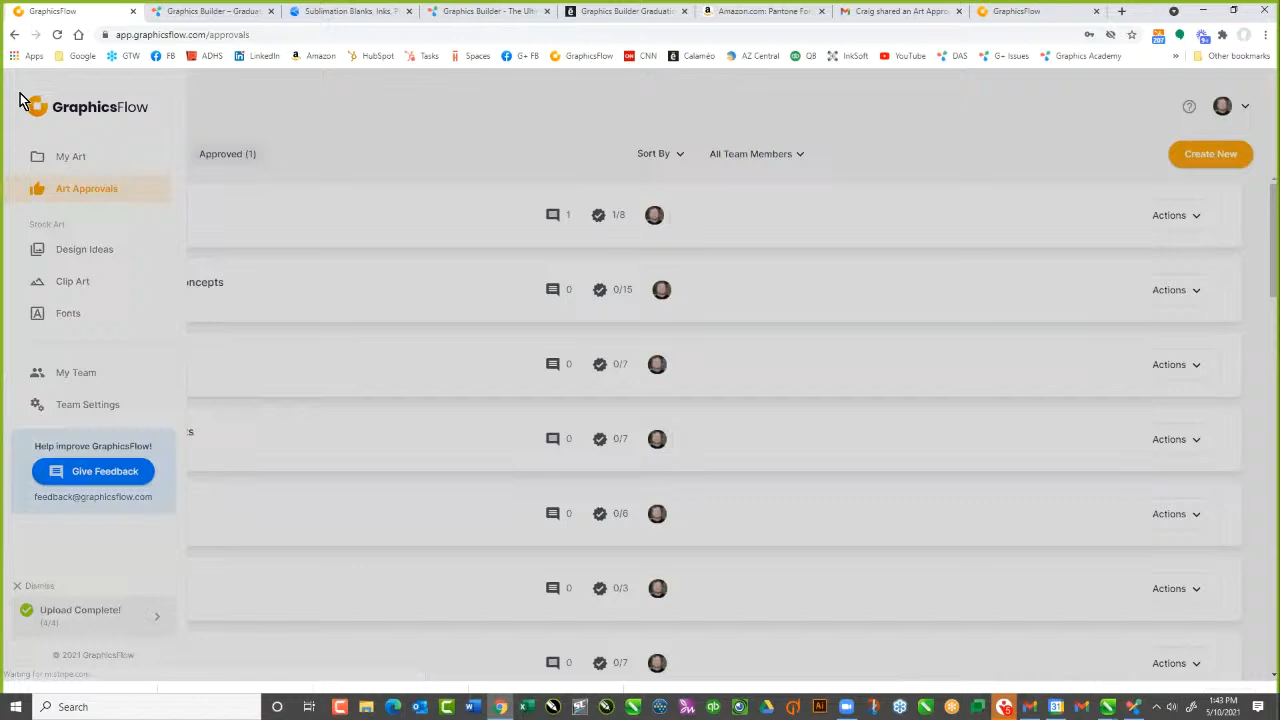 GraphicsFlow
Graphics Builder – Graduat
Sublimation Blanks, Inks, P
Graphics Builder - The Ulti
Graphics Builder Graduatio
Amazon.com: Pantone Fo
Craig shared an Art Appro
GraphicsFlow
app.graphicsflow.com/approvals
Apps
Google
GTW
FB
ADHS
LinkedIn
Amazon
HubSpot
Tasks
Spaces
G+ FB
GraphicsFlow
CNN
Calaméo
AZ Central
QB
InkSoft
YouTube
DAS
G+ Issues
Graphics Academy
»
Other bookmarks
GraphicsFlow
My Art
Art Approvals
Stock Art
Design Ideas
Clip Art
Fonts
My Team
Team Settings
Help improve GraphicsFlow!
Give Feedback
feedback@graphicsflow.com
Dismiss
Upload Complete!
(4/4)
© 2021 GraphicsFlow
Waiting for m.stripe.com...
Approved (1)
Sort By
All Team Members
Create New
1 1/8 Actions
oncepts 0 0/15 Actions
0 0/7 Actions
ts 0 0/7 Actions
0 0/6 Actions
0 0/3 Actions
0 0/7 Actions
Search
1:43 PM
5/10/2021